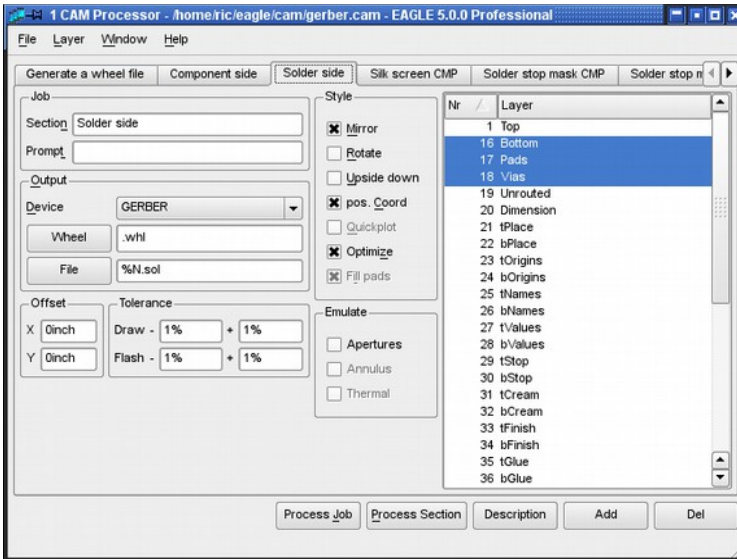 1 CAM Processor - /home/ric/eagle/cam/gerber.cam - EAGLE 5.0.0 Professional
File Layer Window Help
Generate a wheel file Component side Solder side Silk screen CMP Solder stop mask CMP Solder stop m
Job
Section Solder side
Prompt
Output
Device GERBER
Wheel .whl
File %N.sol
Offset
X 0inch
Y 0inch
Tolerance
Draw - 1% + 1%
Flash - 1% + 1%
Style
Mirror
Rotate
Upside down
pos. Coord
Quickplot
Optimize
Fill pads
Emulate
Apertures
Annulus
Thermal
Nr Layer
1 Top
16 Bottom
17 Pads
18 Vias
19 Unrouted
20 Dimension
21 tPlace
22 bPlace
23 tOrigins
24 bOrigins
25 tNames
26 bNames
27 tValues
28 bValues
29 tStop
30 bStop
31 tCream
32 bCream
33 tFinish
34 bFinish
35 tGlue
36 bGlue
Process Job Process Section Description Add Del